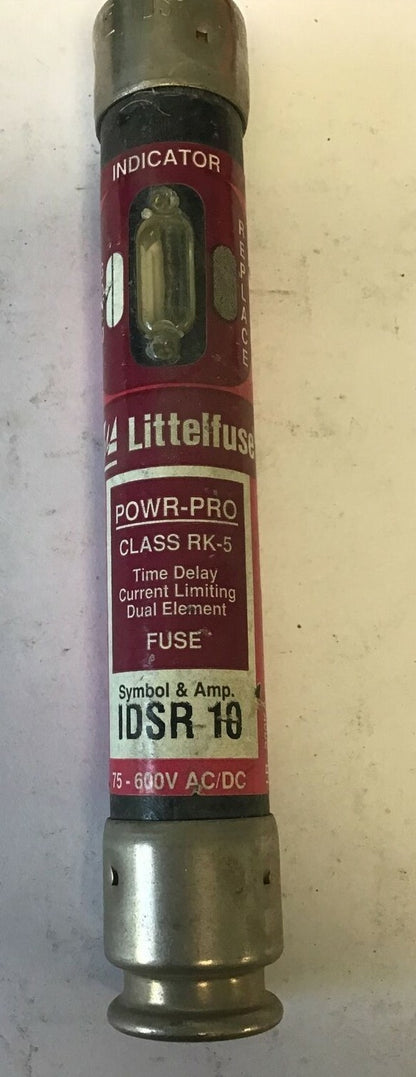 INDICATOR
REPLACE
Littelfuse
POWR-PRO
CLASS RK-5
Time Delay
Current Limiting
Dual Element
FUSE
Symbol & Amp.
IDSR 10
75 - 600V AC/DC